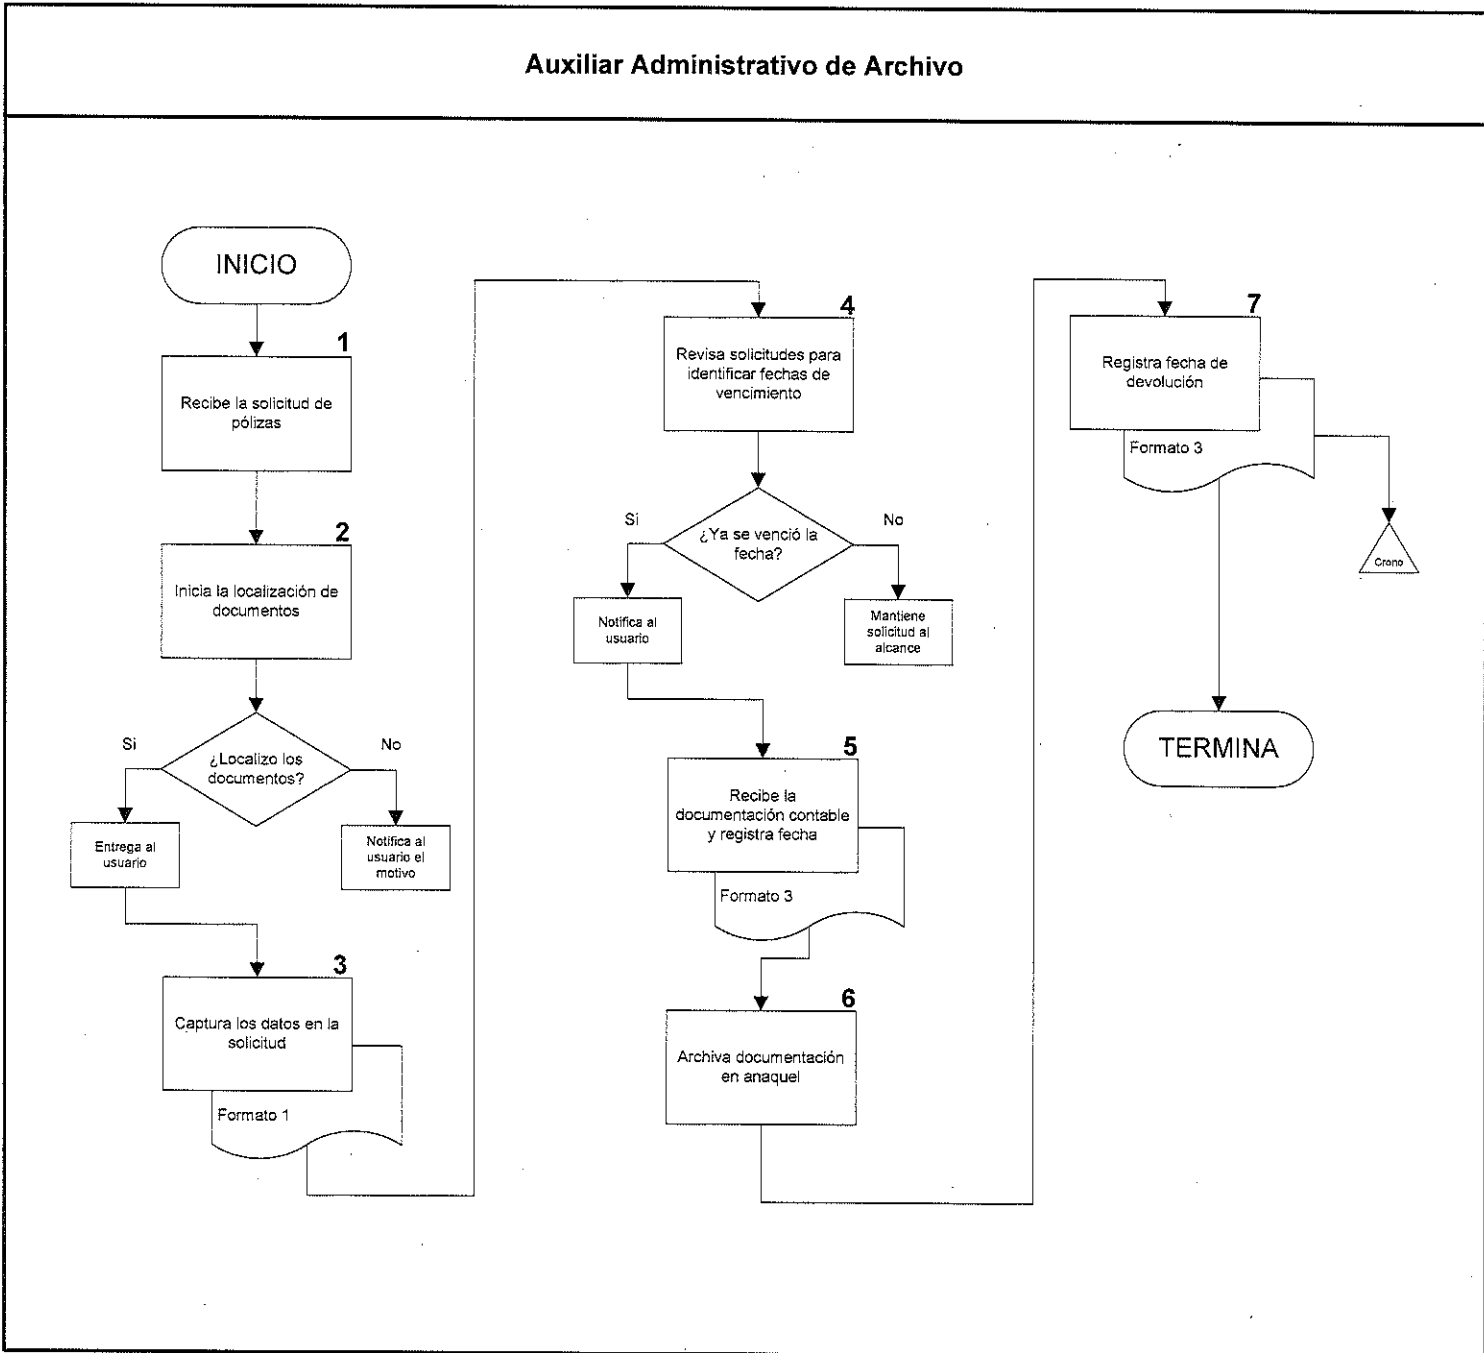 Auxiliar Administrativo de Archivo
INICIO
1
Recibe la solicitud de
pólizas
2
Inicia la localización de
documentos
¿Localizo los
documentos?
Si
No
Entrega al
usuario
Notifica al
usuario el
motivo
3
Captura los datos en la
solicitud
Formato 1
4
Revisa solicitudes para
identificar fechas de
vencimiento
¿Ya se venció la
fecha?
Si
No
Notifica al
usuario
Mantiene
solicitud al
alcance
5
Recibe la
documentación contable
y registra fecha
Formato 3
6
Archiva documentación
en anaquel
7
Registra fecha de
devolución
Formato 3
Crono
TERMINA